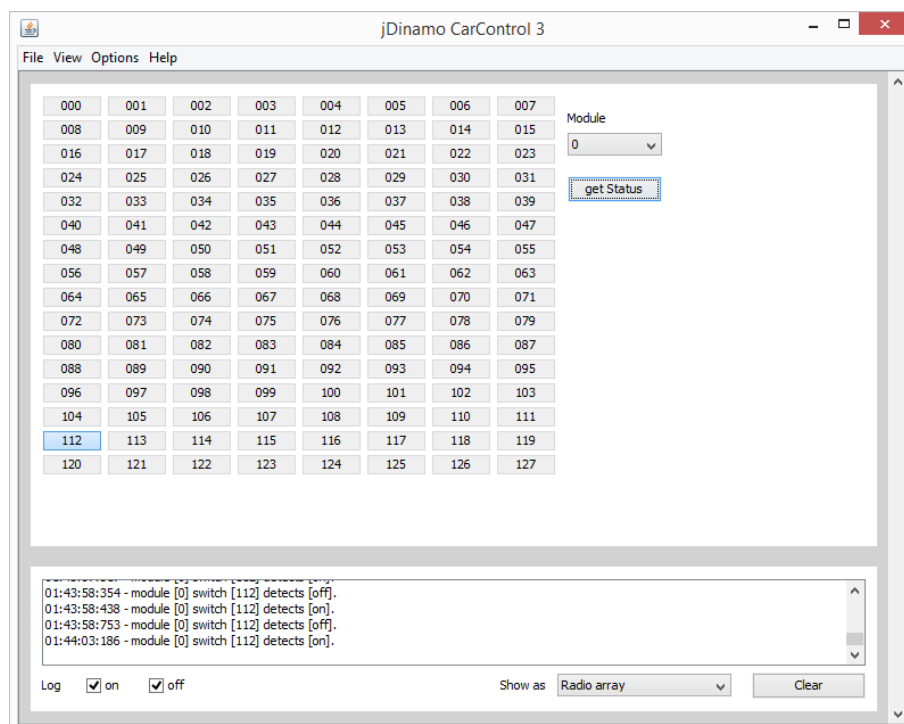 jDinamo CarControl 3
File View Options Help
000 001 002 003 004 005 006 007
008 009 010 011 012 013 014 015
Module
016 017 018 019 020 021 022 023
0
024 025 026 027 028 029 030 031
get Status
032 033 034 035 036 037 038 039
040 041 042 043 044 045 046 047
048 049 050 051 052 053 054 055
056 057 058 059 060 061 062 063
064 065 066 067 068 069 070 071
072 073 074 075 076 077 078 079
080 081 082 083 084 085 086 087
088 089 090 091 092 093 094 095
096 097 098 099 100 101 102 103
104 105 106 107 108 109 110 111
112 113 114 115 116 117 118 119
120 121 122 123 124 125 126 127
module [0] switch [112] detects [on].
01:43:58:354 - module [0] switch [112] detects [off].
01:43:58:438 - module [0] switch [112] detects [on].
01:43:58:753 - module [0] switch [112] detects [off].
01:44:03:186 - module [0] switch [112] detects [on].
Log on off Show as Radio array Clear